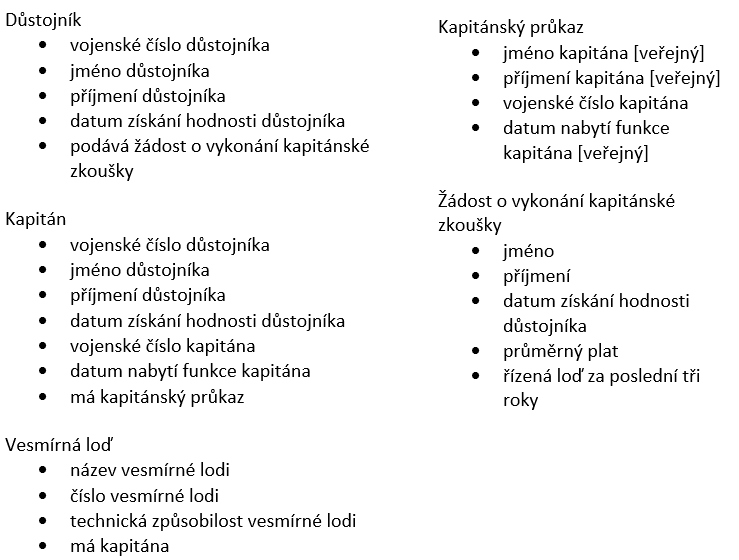 Důstojník
• vojenské číslo důstojníka
• jméno důstojníka
• příjmení důstojníka
• datum získání hodnosti důstojníka
• podává žádost o vykonání kapitánské
zkoušky
Kapitán
• vojenské číslo důstojníka
• jméno důstojníka
• příjmení důstojníka
• datum získání hodnosti důstojníka
• vojenské číslo kapitána
• datum nabytí funkce kapitána
• má kapitánský průkaz
Vesmírná loď
• název vesmírné lodi
• číslo vesmírné lodi
• technická způsobilost vesmírné lodi
• má kapitána
Kapitánský průkaz
• jméno kapitána [veřejný]
• příjmení kapitána [veřejný]
• vojenské číslo kapitána
• datum nabytí funkce
kapitána [veřejný]
Žádost o vykonání kapitánské
zkoušky
• jméno
• příjmení
• datum získání hodnosti
důstojníka
• průměrný plat
• řízená loď za poslední tři
roky